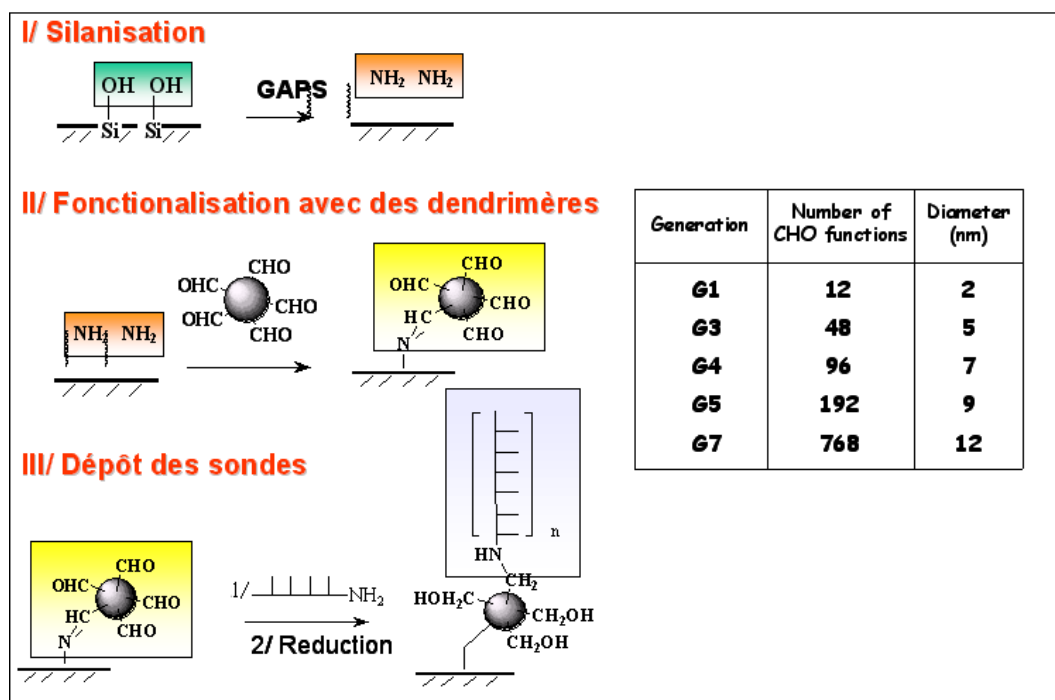 I/ Silanisation
OH OH
Si Si
GAPS
NH2 NH2
II/ Fonctionalisation avec des dendrimères
NH2 NH2
CHO
OHC
OHC
CHO
CHO
CHO
OHC
CHO
HC
CHO
N
Generation Number of CHO functions Diameter (nm)
G1 12 2
G3 48 5
G4 96 7
G5 192 9
G7 768 12
III/ Dépôt des sondes
CHO
OHC
CHO
HC
CHO
N
1/ NH2
2/ Reduction
n
HN
CH2
HOH2C
CH2OH
CH2OH